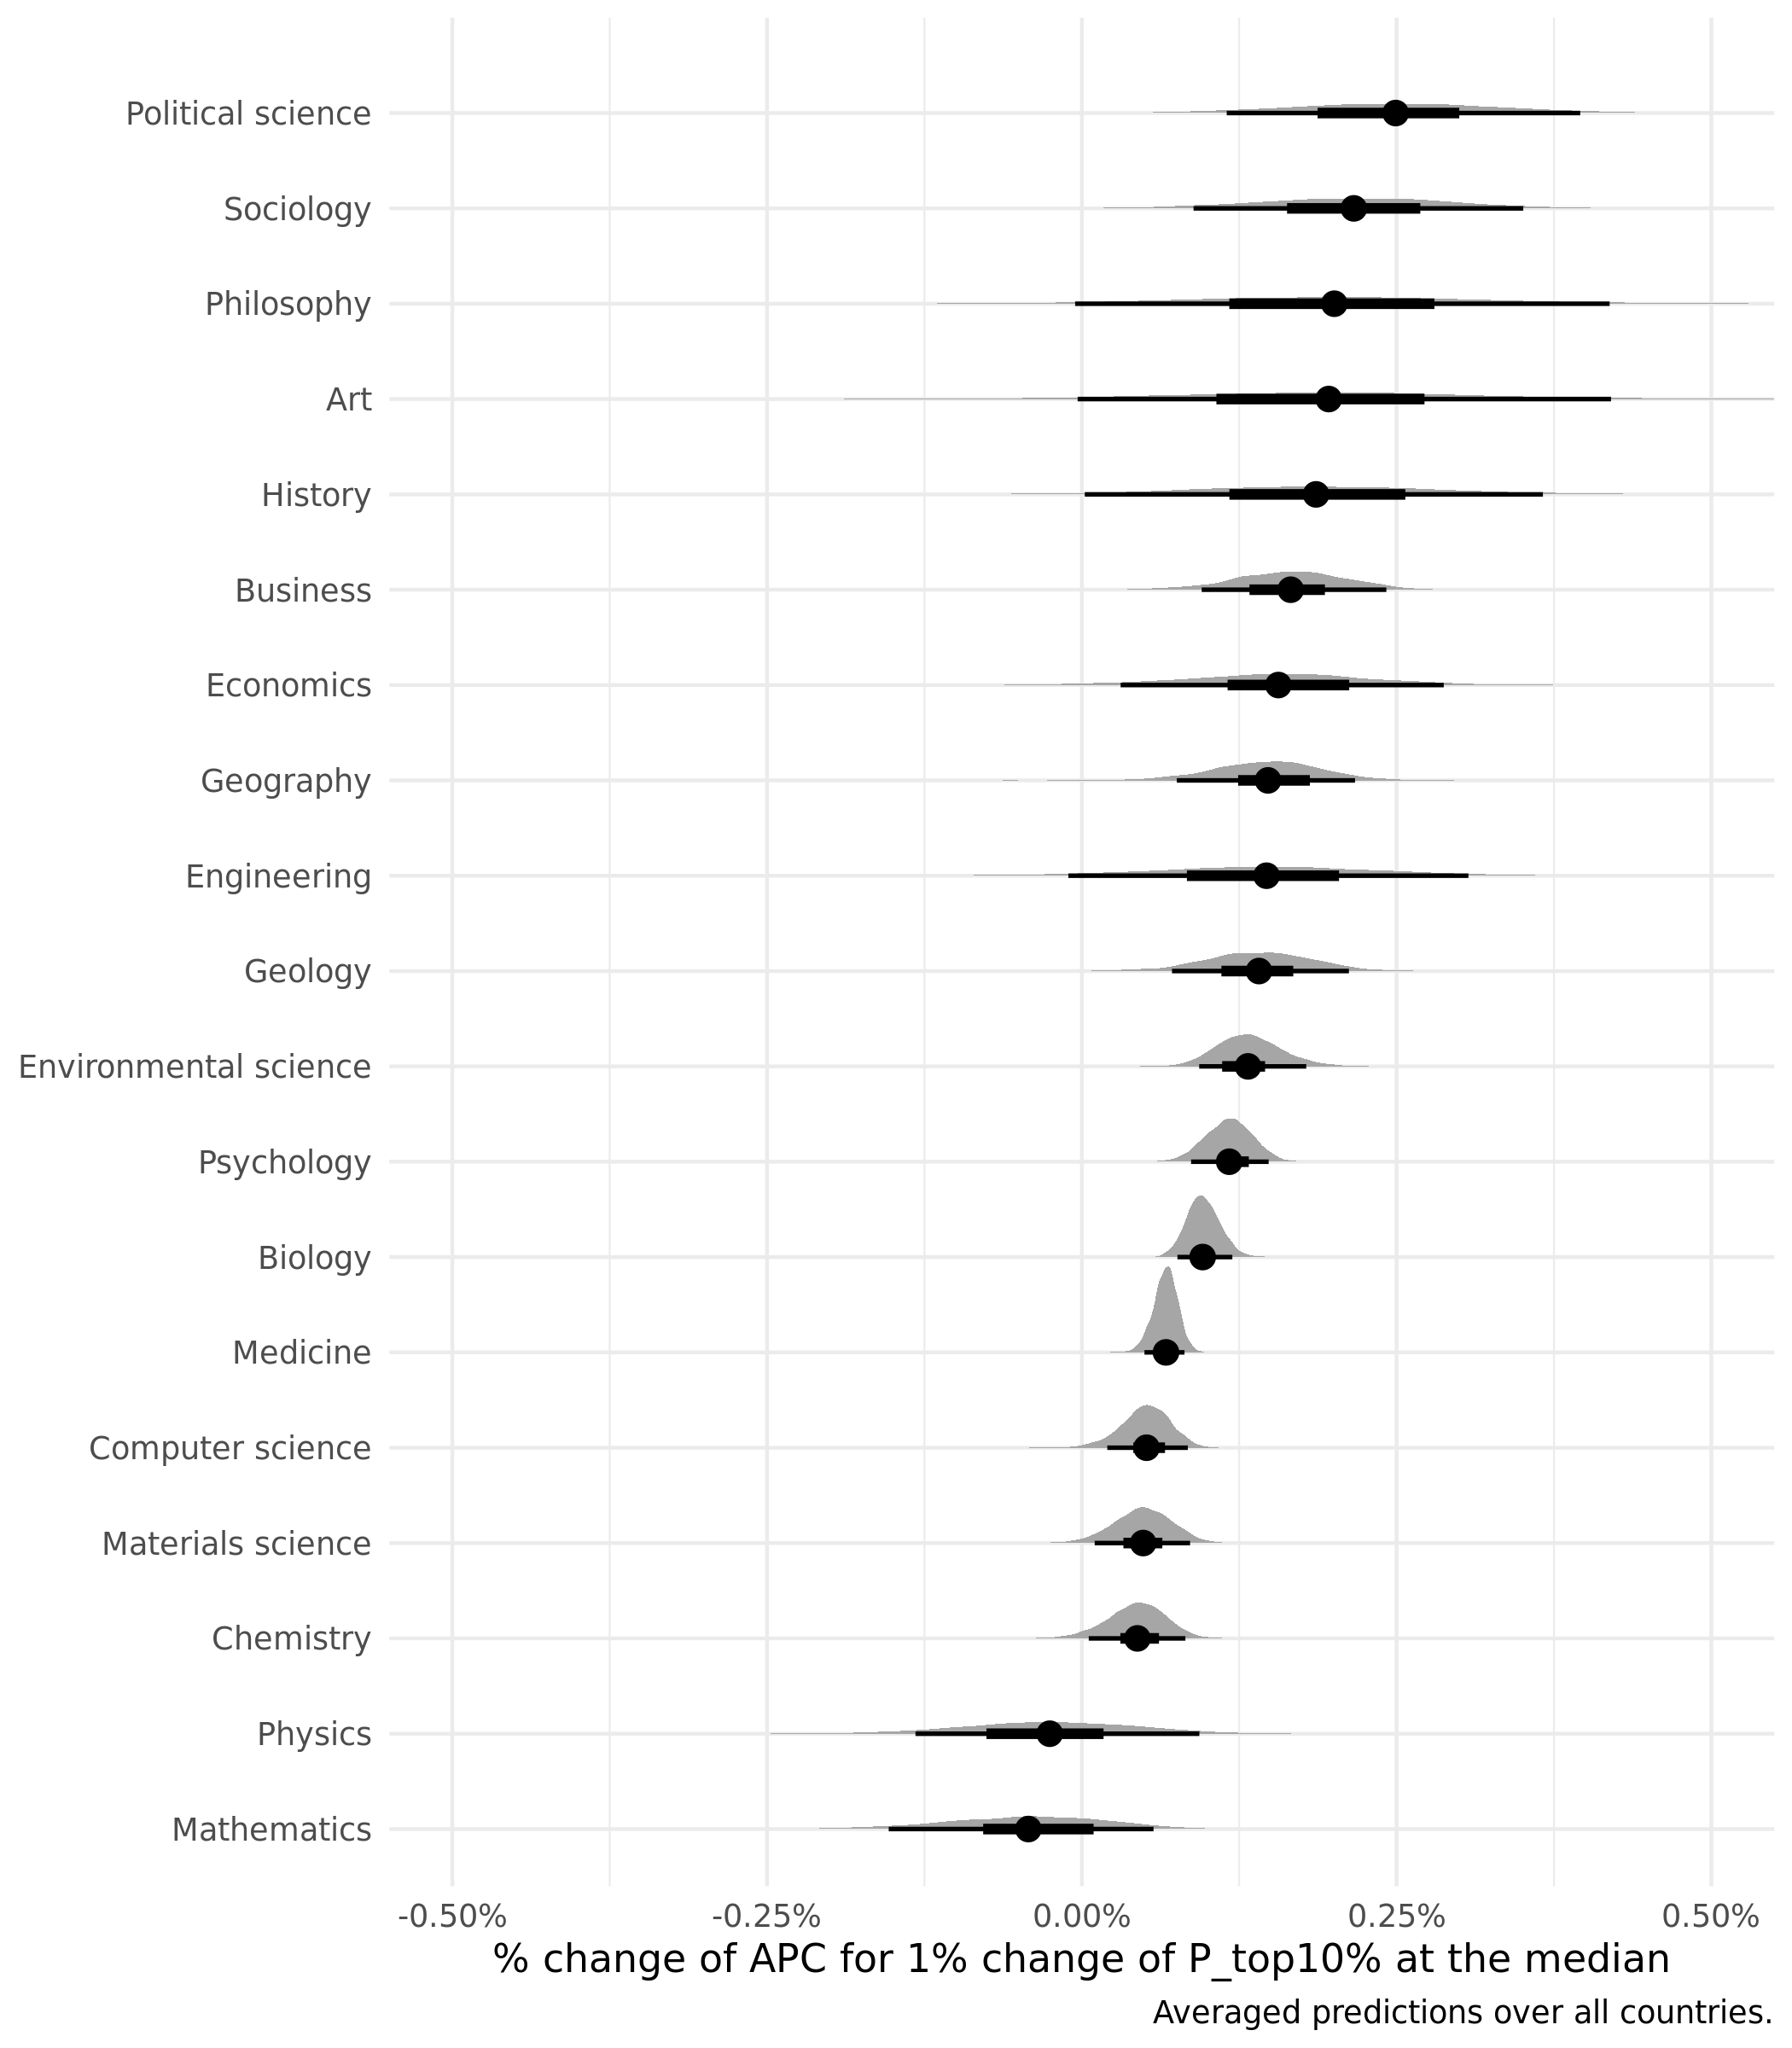 Political science
Sociology
Philosophy
Art
History
Business
Economics
Geography
Engineering
Geology
Environmental science
Psychology
Biology
Medicine
Computer science
Materials science
Chemistry
Physics
Mathematics
-0.50% -0.25% 0.00% 0.25% 0.50%
% change of APC for 1% change of P_top10% at the median
Averaged predictions over all countries.